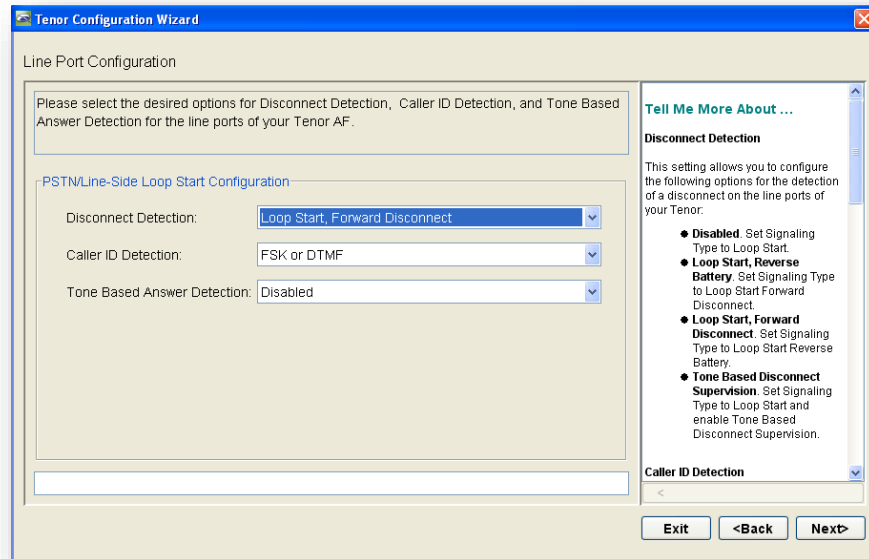 Tenor Configuration Wizard
Line Port Configuration
Please select the desired options for Disconnect Detection, Caller ID Detection, and Tone Based
Answer Detection for the line ports of your Tenor AF.
PSTN/Line-Side Loop Start Configuration
Disconnect Detection:
Loop Start, Forward Disconnect
Caller ID Detection:
FSK or DTMF
Tone Based Answer Detection:
Disabled
Tell Me More About ...
Disconnect Detection
This setting allows you to configure
the following options for the detection
of a disconnect on the line ports of
your Tenor:
Disabled. Set Signaling
Type to Loop Start.
Loop Start, Reverse
Battery. Set Signaling Type
to Loop Start Forward
Disconnect.
Loop Start, Forward
Disconnect. Set Signaling
Type to Loop Start Reverse
Battery.
Tone Based Disconnect
Supervision. Set Signaling
Type to Loop Start and
enable Tone Based
Disconnect Supervision.
Caller ID Detection
<
Exit
<Back
Next>